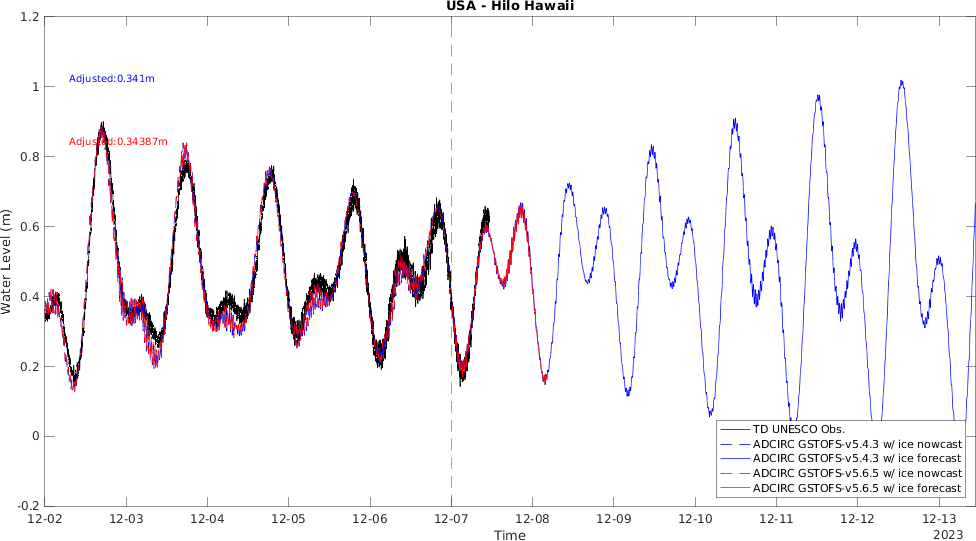 USA - Hilo Hawaii
1.2
1
0.8
0.6
0.4
0.2
0
-0.2
Water Level (m)
Adjusted:0.341m
Adjusted:0.34387m
TD UNESCO Obs.
ADCIRC GSTOFS-v5.4.3 w/ ice nowcast
ADCIRC GSTOFS-v5.4.3 w/ ice forecast
ADCIRC GSTOFS-v5.6.5 w/ ice nowcast
ADCIRC GSTOFS-v5.6.5 w/ ice forecast
12-02 12-03 12-04 12-05 12-06 12-07 12-08 12-09 12-10 12-11 12-12 12-13
Time
2023